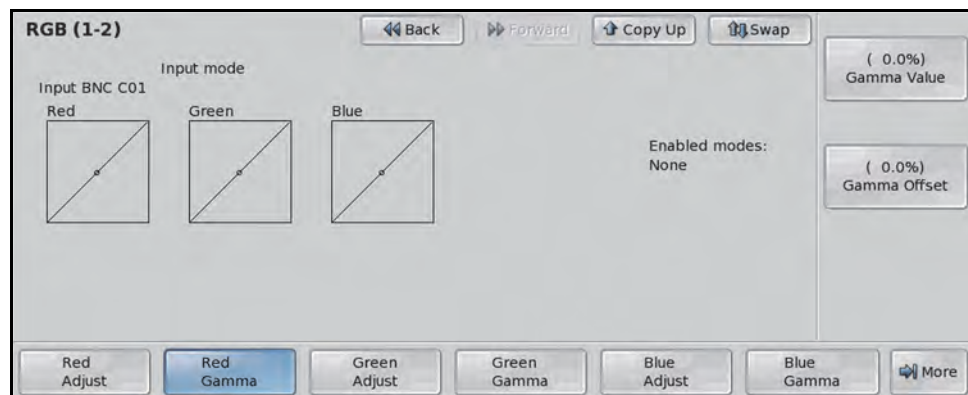 RGB (1-2)
Back
Forward
Copy Up
Swap
Input mode
Input BNC C01
Red
Green
Blue
Enabled modes:
None
( 0.0%)
Gamma Value
( 0.0%)
Gamma Offset
Red
Adjust
Red
Gamma
Green
Adjust
Green
Gamma
Blue
Adjust
Blue
Gamma
More